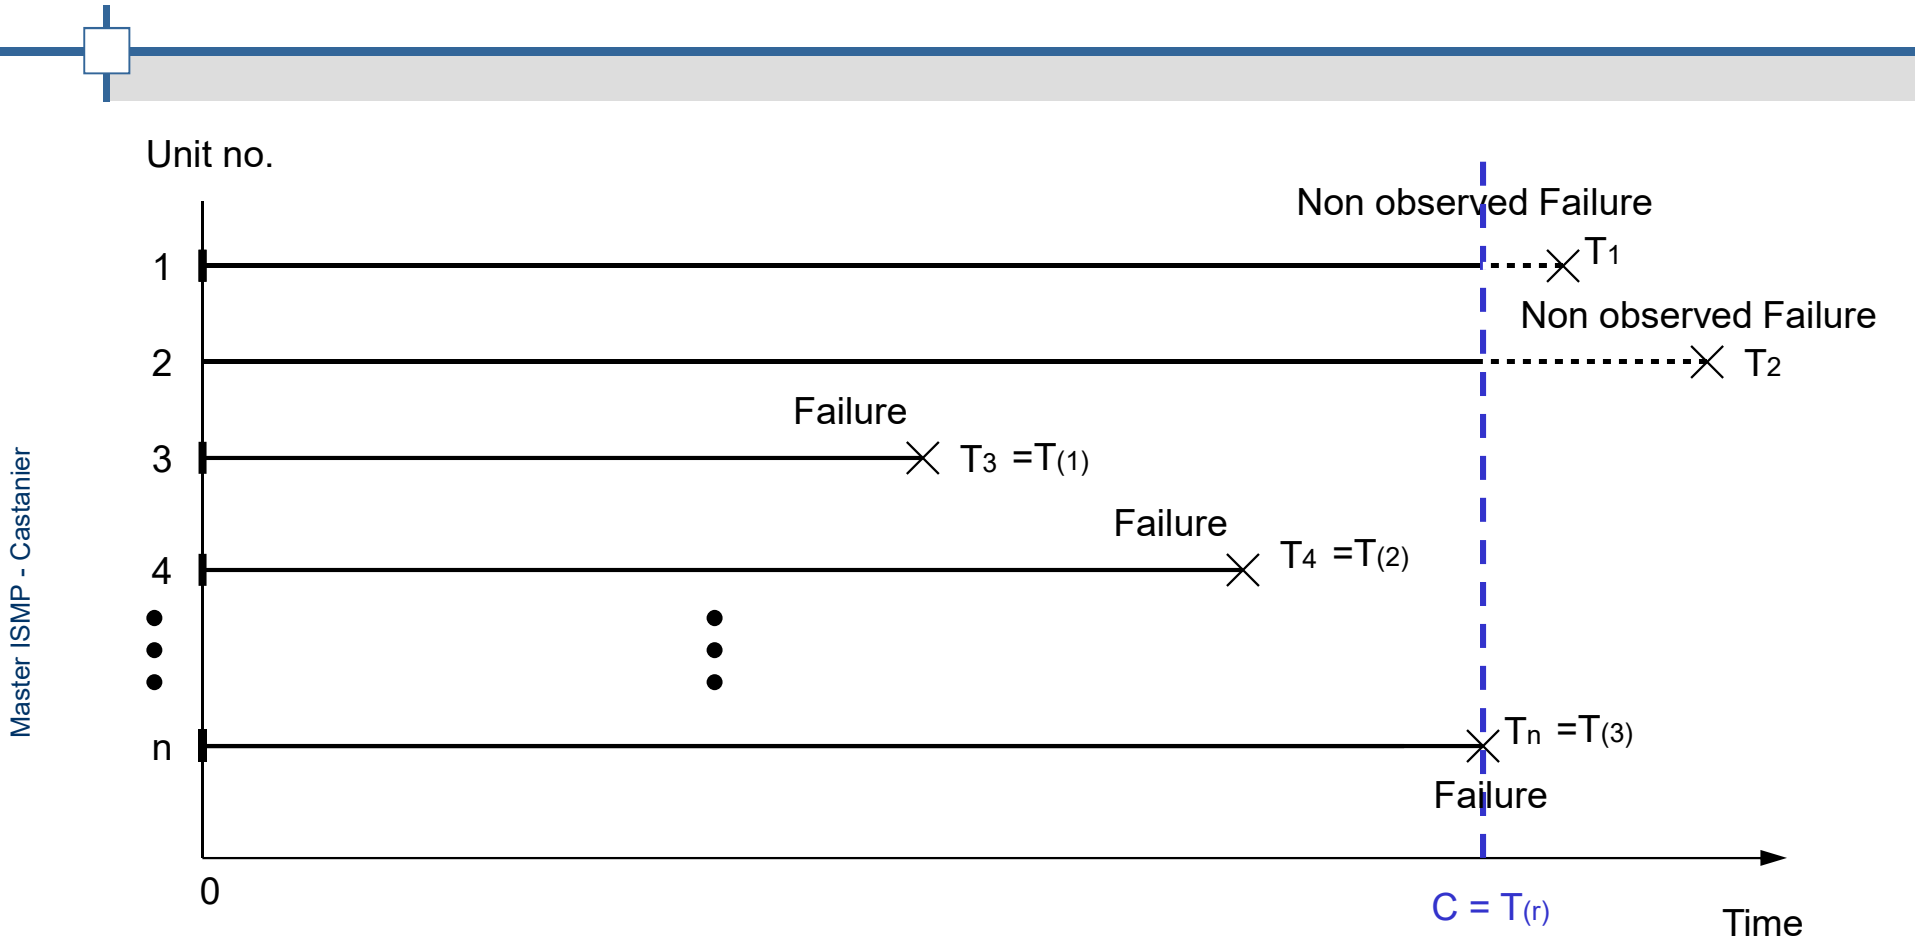 Unit no.
Non observed Failure
1
T1
Non observed Failure
2
T2
Failure
3
T3 =T(1)
Failure
4
T4 =T(2)
n
Tn =T(3)
Failure
0
C = T(r)
Time
Master ISMP - Castanier